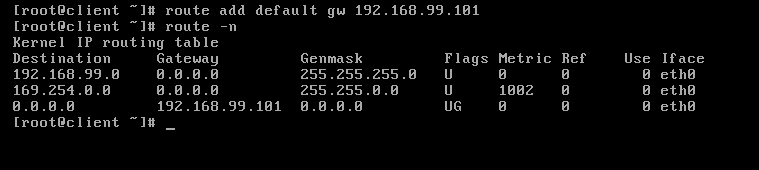 [root@client ~]# route add default gw 192.168.99.101
[root@client ~]# route -n
Kernel IP routing table
Destination     Gateway         Genmask         Flags Metric Ref    Use Iface
192.168.99.0    0.0.0.0         255.255.255.0   U     0      0        0 eth0
169.254.0.0     0.0.0.0         255.255.0.0     U     1002   0        0 eth0
0.0.0.0         192.168.99.101  0.0.0.0         UG    0      0        0 eth0
[root@client ~]# _